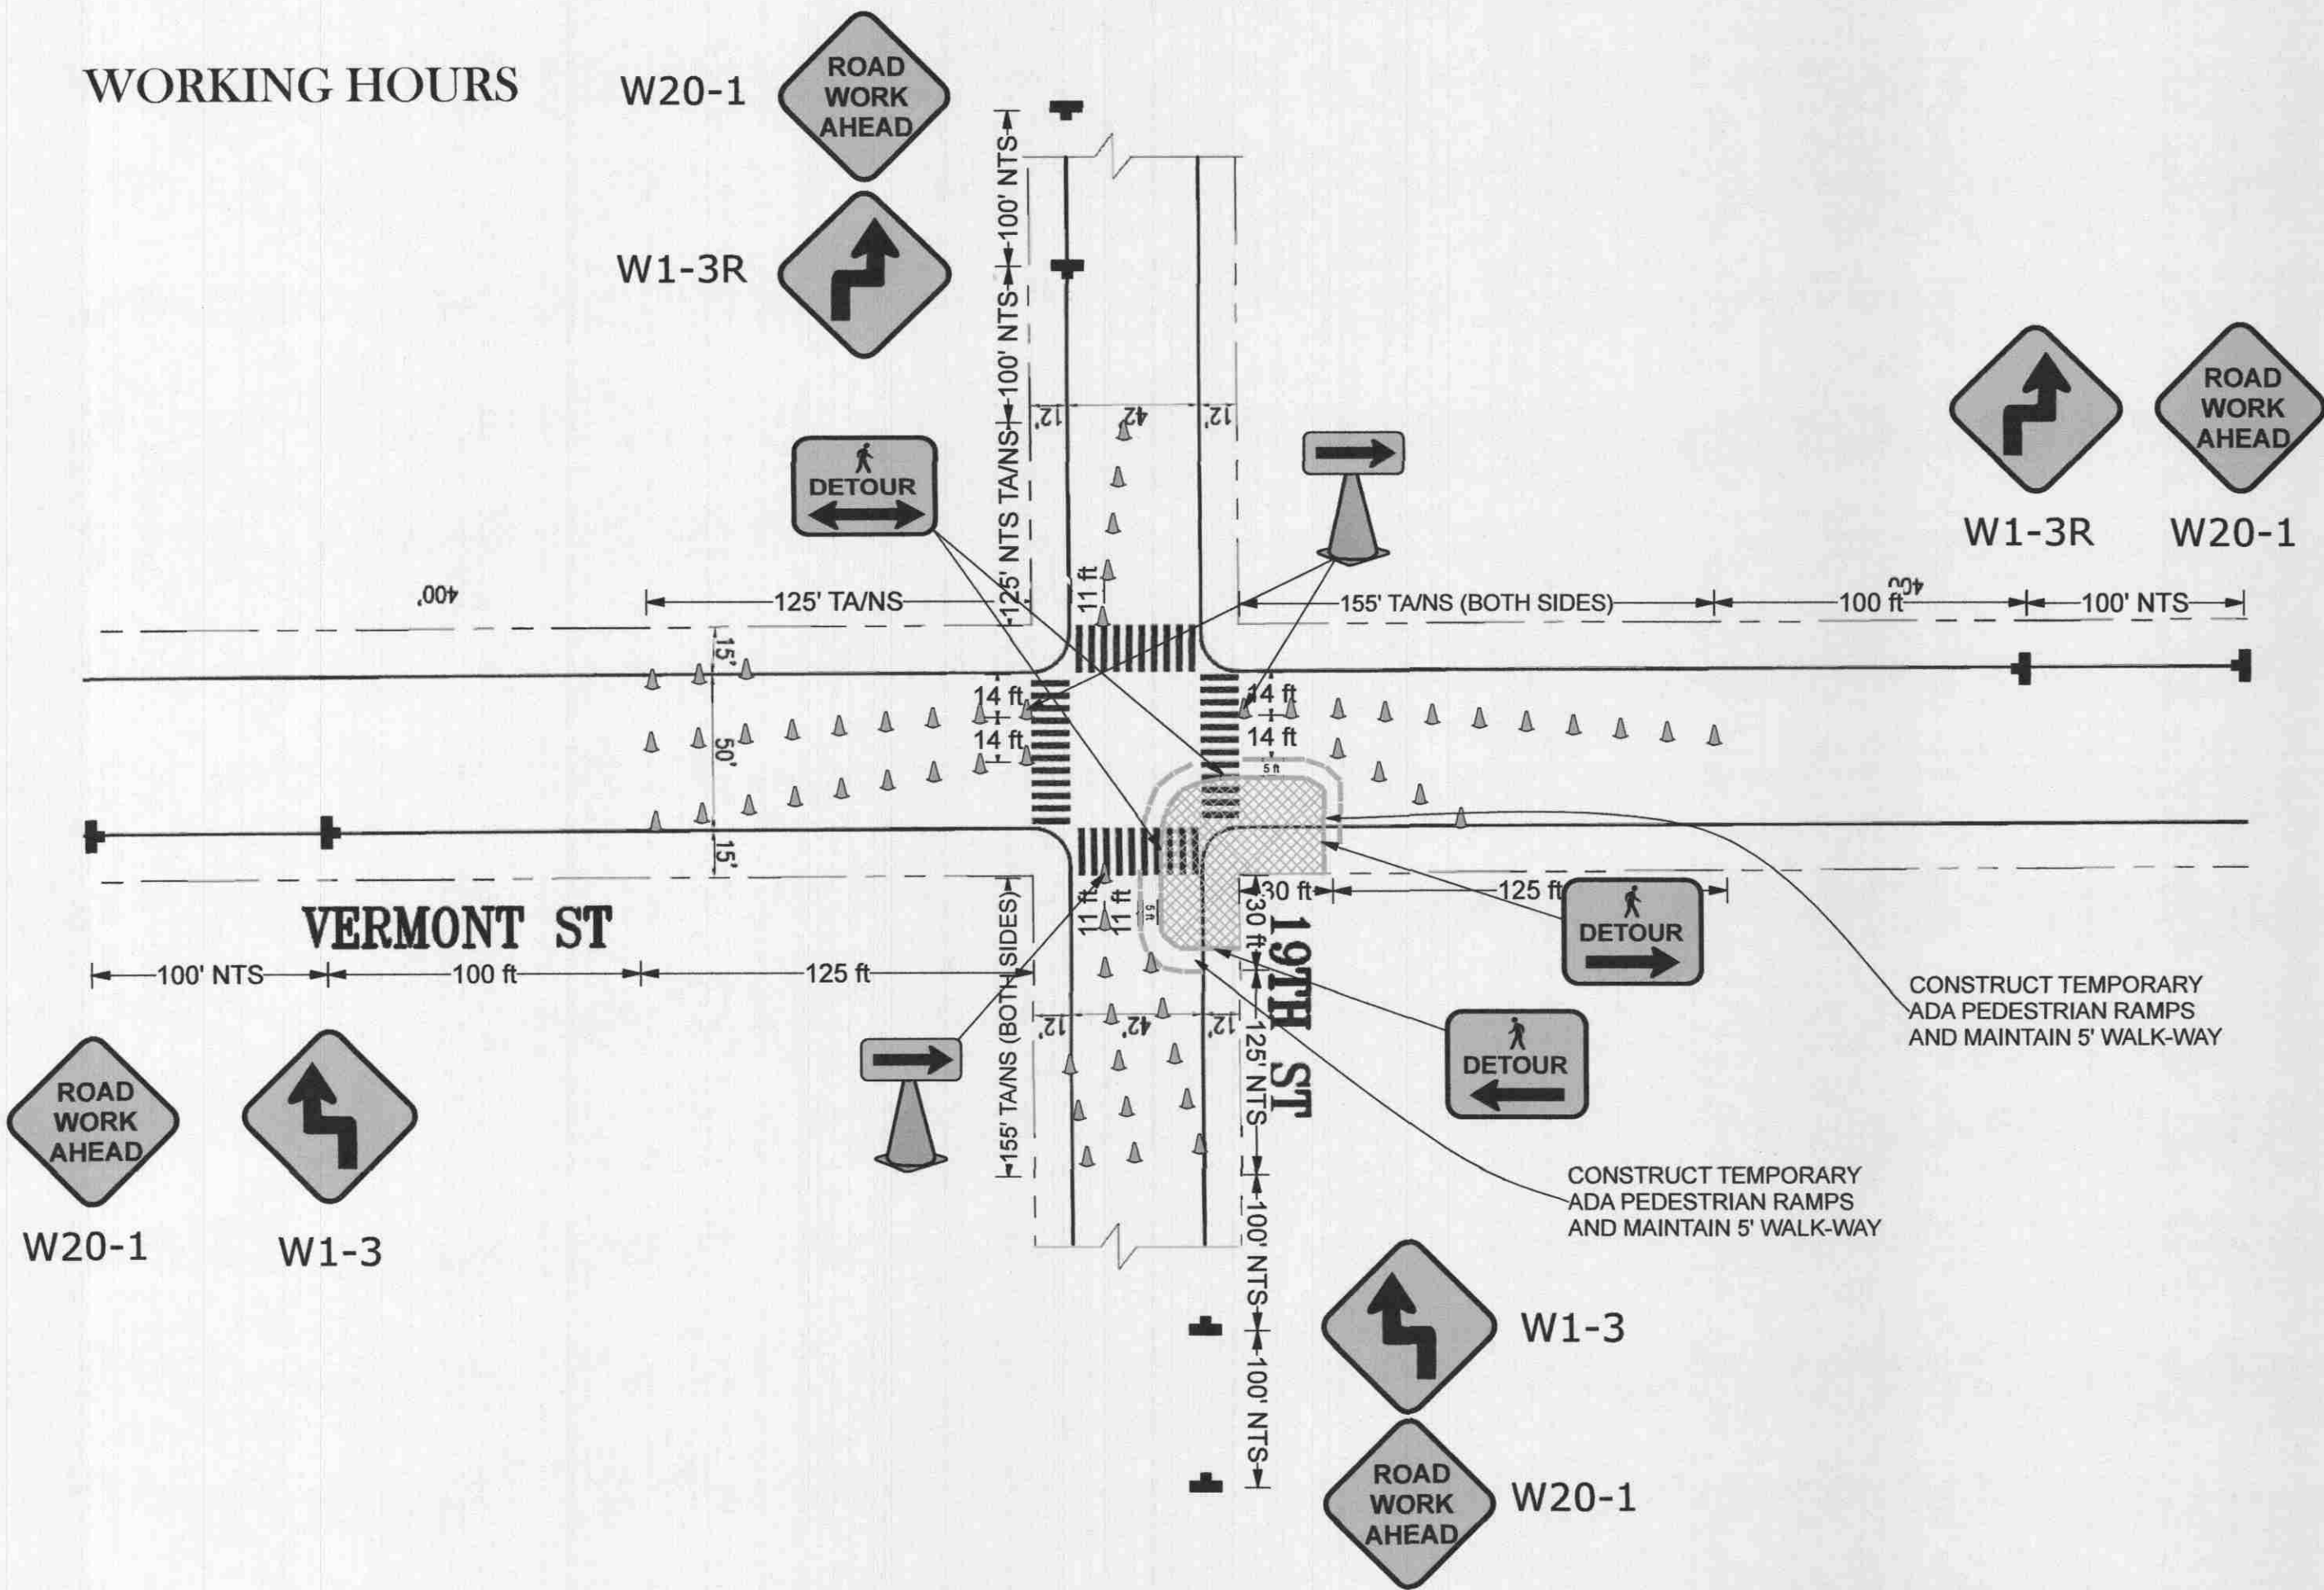 WORKING HOURS
W20-1
ROAD
WORK
AHEAD
W1-3R
100' NTS
100' NTS
125' NTS TA/NS
12'
42'
12'
11 ft
DETOUR
W1-3R
ROAD
WORK
AHEAD
W20-1
400'
125' TA/NS
155' TA/NS (BOTH SIDES)
100 ft
400'
100' NTS
15'
50'
15'
14 ft
14 ft
14 ft
14 ft
5 ft
VERMONT ST
100' NTS
100 ft
125 ft
11 ft
11 ft
5 ft
30 ft
125 ft
30 ft
19TH ST
155' TA/NS (BOTH SIDES)
12'
42'
12'
125' NTS
100' NTS
100' NTS
DETOUR
DETOUR
CONSTRUCT TEMPORARY
ADA PEDESTRIAN RAMPS
AND MAINTAIN 5' WALK-WAY
CONSTRUCT TEMPORARY
ADA PEDESTRIAN RAMPS
AND MAINTAIN 5' WALK-WAY
ROAD
WORK
AHEAD
W20-1
W1-3
W1-3
ROAD
WORK
AHEAD
W20-1